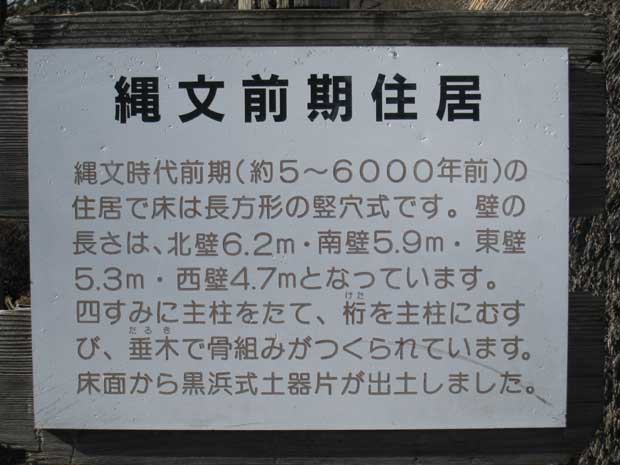 縄文前期住居
縄文時代前期(約5～6000年前)の
住居で床は長方形の竪穴式です。壁の
長さは、北壁6.2m・南壁5.9m・東壁
5.3m・西壁4.7mとなっています。
四すみに主柱をたて、桁を主柱にむす
けた
び、垂木で骨組みがつくられています。
たるき
床面から黒浜式土器片が出土しました。